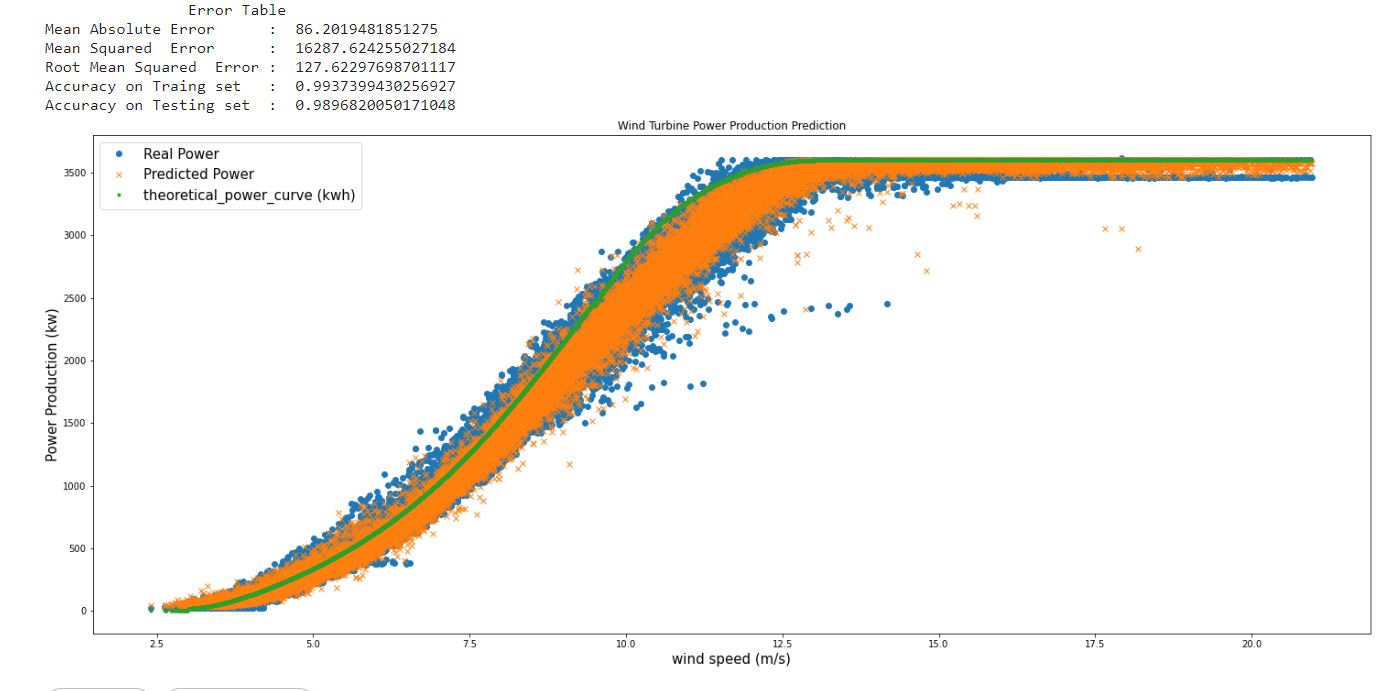 Error Table
Mean Absolute Error : 86.2019481851275
Mean Squared Error : 16287.624255027184
Root Mean Squared Error : 127.62297698701117
Accuracy on Traing set : 0.9937399430256927
Accuracy on Testing set : 0.9896820050171048
Wind Turbine Power Production Prediction
Real Power
Predicted Power
theoretical_power_curve (kwh)
Power Production (kw)
3500
3000
2500
2000
1500
1000
500
0
2.5 5.0 7.5 10.0 12.5 15.0 17.5 20.0
wind speed (m/s)